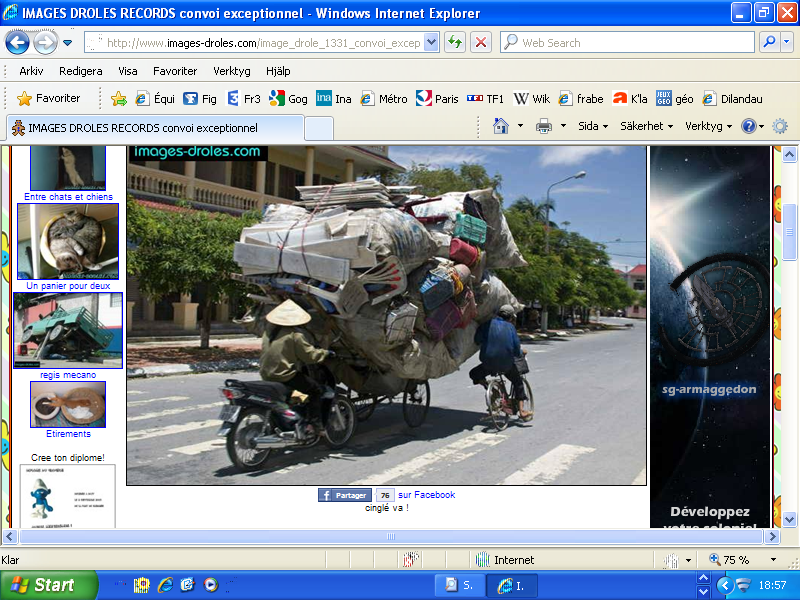 IMAGES DROLES RECORDS convoi exceptionnel - Windows Internet Explorer
http://www.images-droles.com/image_drole_1331_convoi_excep
Web Search
Arkiv Redigera Visa Favoriter Verktyg Hjälp
Favoriter Équi Fig Fr3 Gog ina Ina Métro Paris TF1 W Wik frabe K'la géo Dilandau
IMAGES DROLES RECORDS convoi exceptionnel
Sida Säkerhet Verktyg
images-droles.com
Entre chats et chiens
Un panier pour deux
regis mecano
Etirements
Cree ton diplome!
sg-armaggedon
Développez
votre colonie!
Partager 76 sur Facebook
cinglé va !
Klar
Internet
75 %
Start
S.
I.
18:57